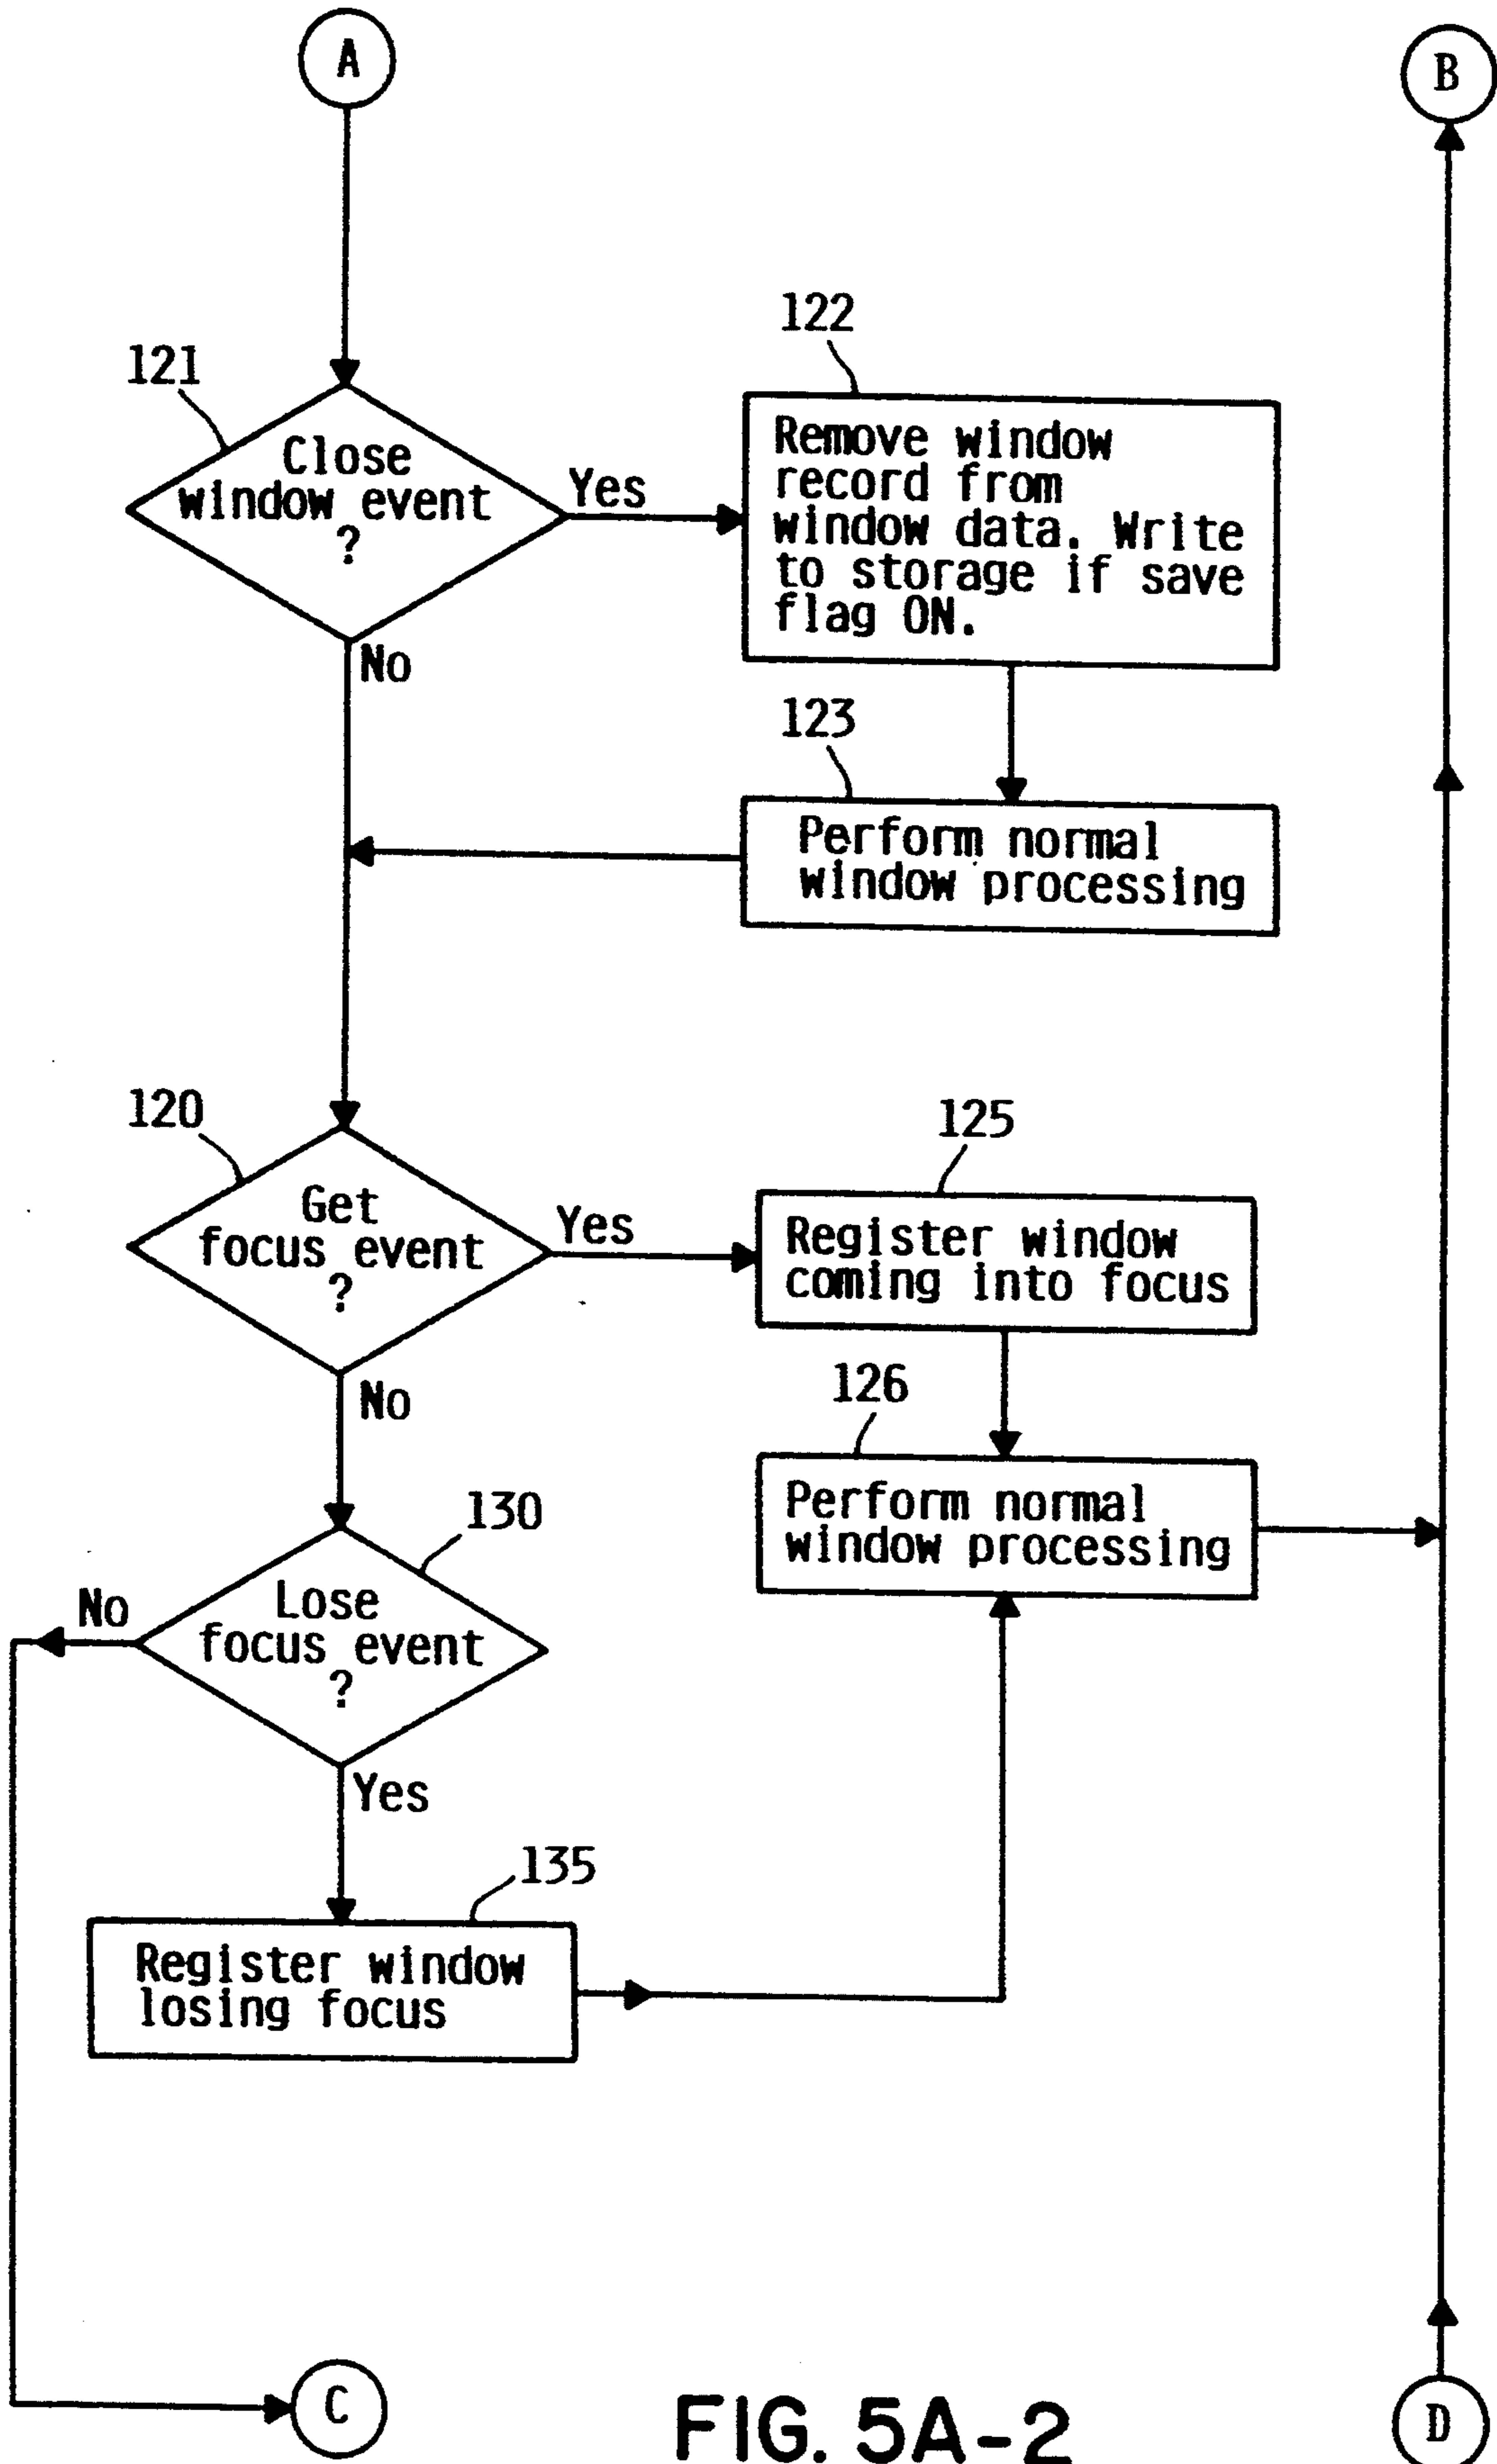 A
B
121
Close
window event
?
Yes
No
122
Remove window
record from
window data. Write
to storage if save
flag ON.
123
Perform normal
window processing
120
Get
focus event
?
Yes
No
125
Register window
coming into focus
126
Perform normal
window processing
130
Lose
focus event
?
No
Yes
135
Register window
losing focus
C
FIG. 5A-2
D